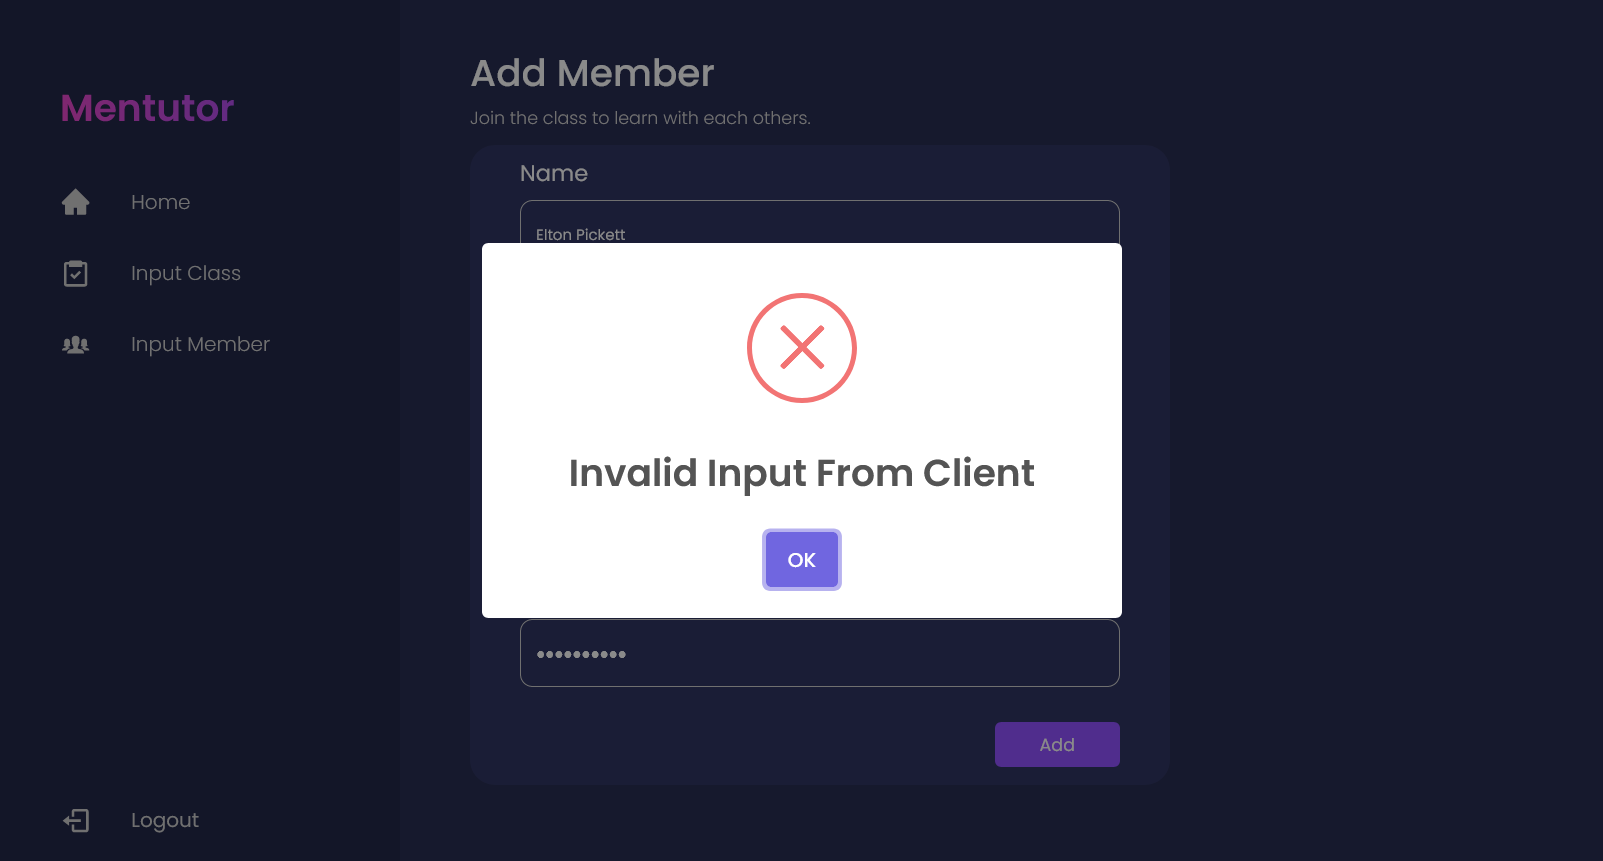 Mentutor
Home
Input Class
Input Member
Logout
Add Member
Join the class to learn with each others.
Name
Elton Pickett
Invalid Input From Client
OK
••••••••••
Add